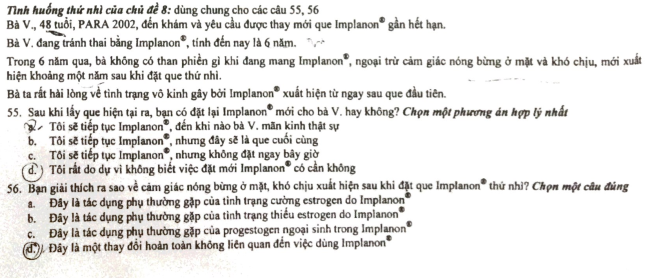 Tình huống thứ nhì của chủ đề 8: dùng chung cho các câu 55, 56
Bà V., 48 tuổi, PARA 2002, đến khám và yêu cầu được thay mới que Implanon® gần hết hạn.
Bà V. đang tránh thai bằng Implanon®, tính đến nay là 6 năm.
Trong 6 năm qua, bà không có than phiền gì khi đang mang Implanon®, ngoại trừ cảm giác nóng bừng ở mặt và khó chịu, mới xuất
hiện khoảng một năm sau khi đặt que thứ nhì.
Bà ta rất hài lòng về tình trạng vô kinh gây bởi Implanon® xuất hiện từ ngay sau que đầu tiên.
55. Sau khi lấy que hiện tại ra, bạn có đặt lại Implanon® mới cho bà V. hay không? Chọn một phương án hợp lý nhất
a. Tôi sẽ tiếp tục Implanon®, đến khi nào bà V. mãn kinh thật sự
b. Tôi sẽ tiếp tục Implanon®, nhưng đây sẽ là que cuối cùng
c. Tôi sẽ tiếp tục Implanon®, nhưng không đặt ngay bây giờ
d. Tôi rất do dự vì không biết việc đặt mới Implanon® có cần không
56. Bạn giải thích ra sao về cảm giác nóng bừng ở mặt, khó chịu xuất hiện sau khi đặt que Implanon® thứ nhì? Chọn một câu đúng
a. Đây là tác dụng phụ thường gặp của tình trạng cường estrogen do Implanon®
b. Đây là tác dụng phụ thường gặp của tình trạng thiếu estrogen do Implanon®
c. Đây là tác dụng phụ thường gặp của progestogen ngoại sinh trong Implanon®
d. Đây là một thay đổi hoàn toàn không liên quan đến việc dùng Implanon®